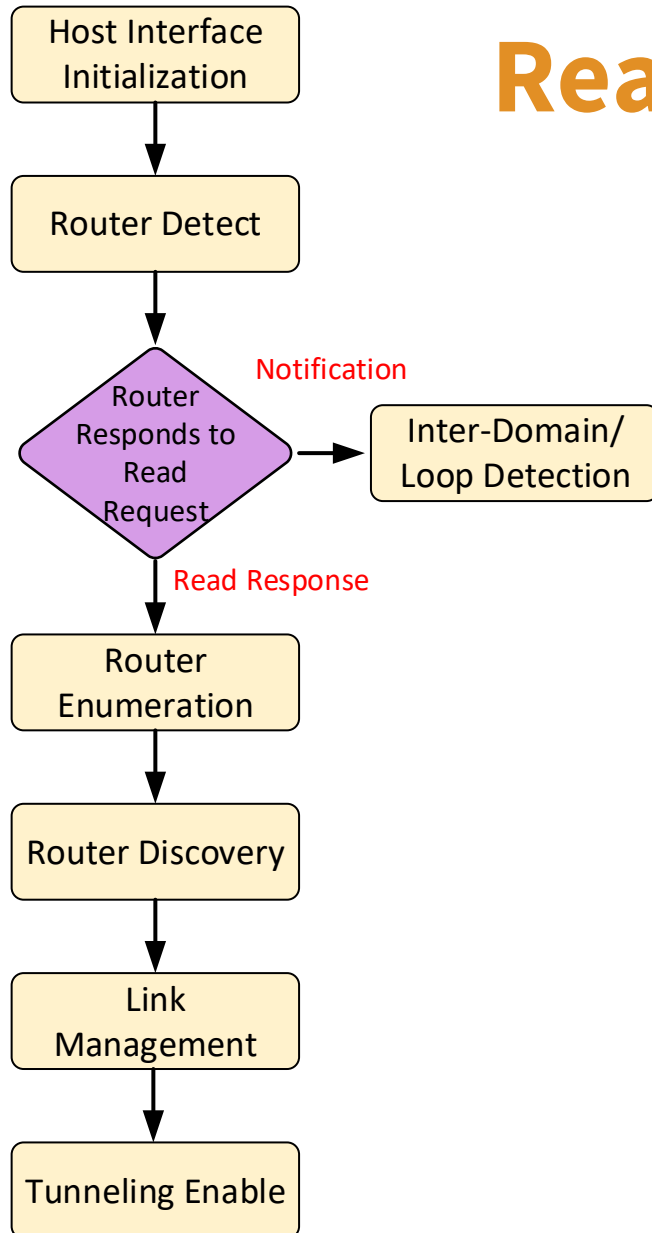 Host Interface
Initialization
Rea
Router Detect
Notification
Router
Responds to
Read
Request
Inter-Domain/
Loop Detection
Read Response
Router
Enumeration
Router Discovery
Link
Management
Tunneling Enable